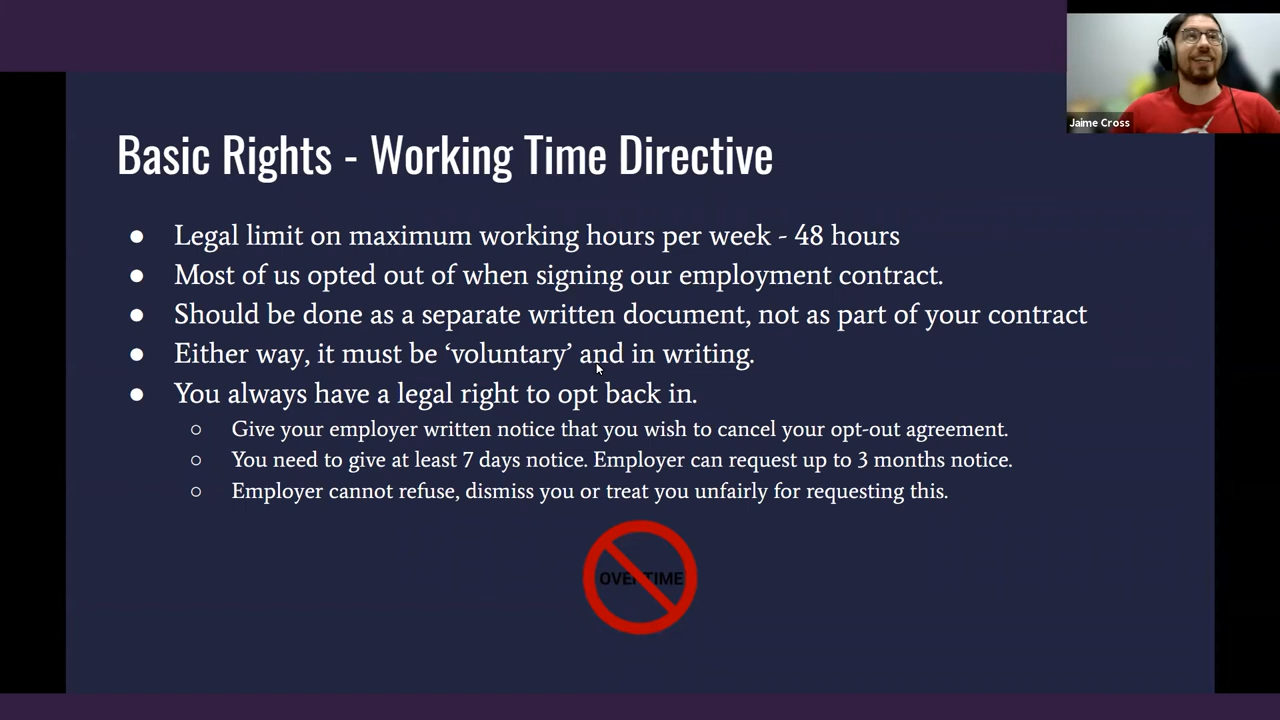 Jaime Cross
Basic Rights - Working Time Directive
● Legal limit on maximum working hours per week - 48 hours
● Most of us opted out of when signing our employment contract.
● Should be done as a separate written document, not as part of your contract
● Either way, it must be ‘voluntary’ and in writing.
● You always have a legal right to opt back in.
○ Give your employer written notice that you wish to cancel your opt-out agreement.
○ You need to give at least 7 days notice. Employer can request up to 3 months notice.
○ Employer cannot refuse, dismiss you or treat you unfairly for requesting this.
OVERTIME